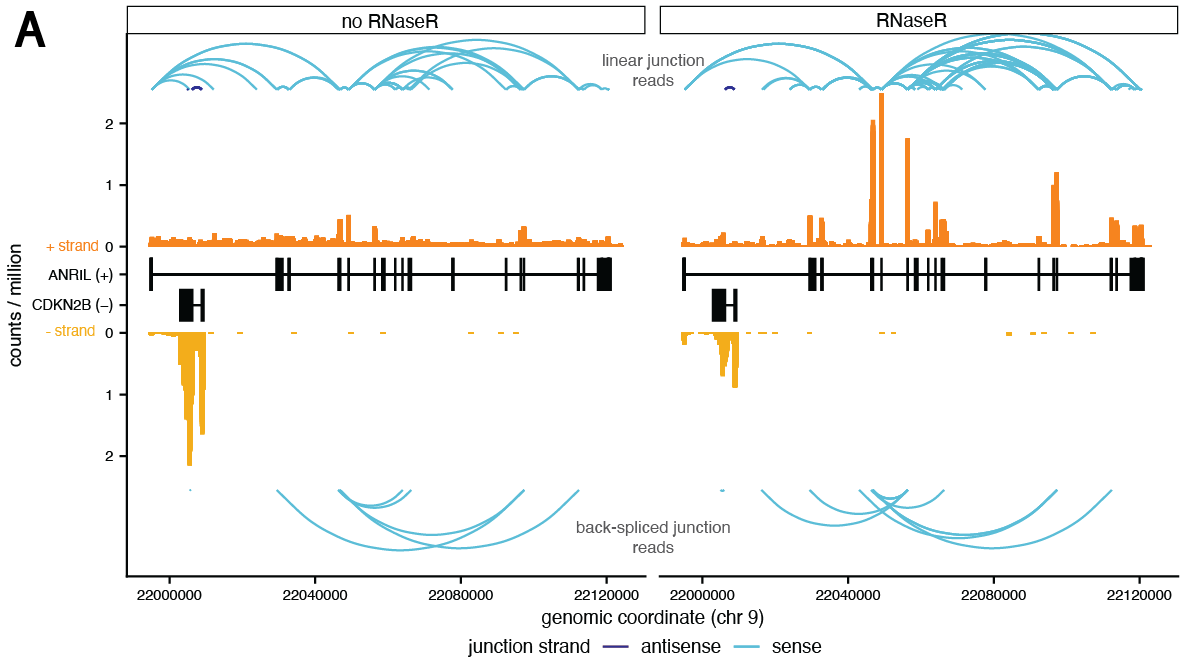 A
no RNaseR
RNaseR
linear junction
reads
2
1
+ strand 0
ANRIL (+)
CDKN2B (–)
- strand 0
1
2
counts / million
back-spliced junction
reads
22000000 22040000 22080000 22120000 22000000 22040000 22080000 22120000
genomic coordinate (chr 9)
junction strand antisense sense